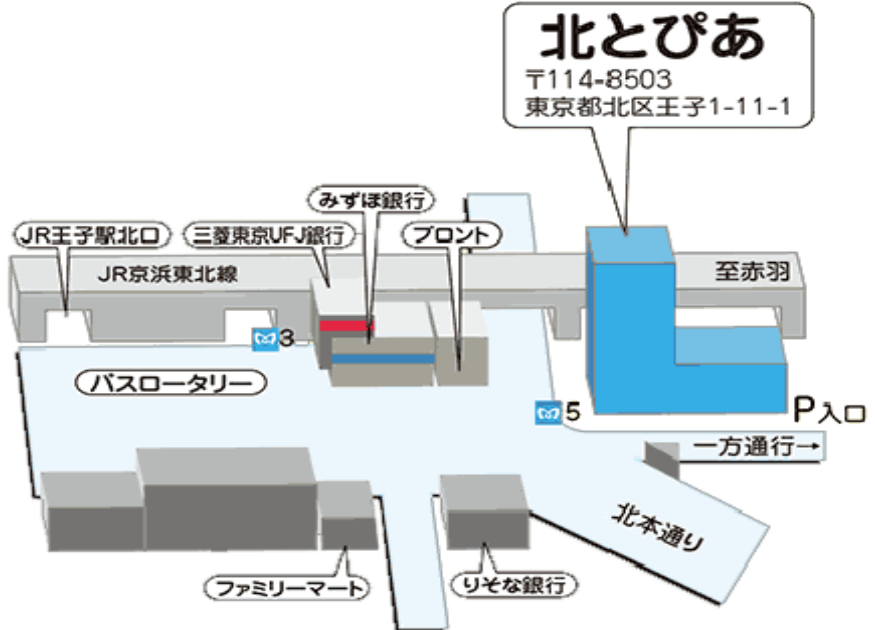 北とぴあ
〒114-8503
東京都北区王子1-11-1
みずほ銀行
JR王子駅北口
三菱東京UFJ銀行
プロント
JR京浜東北線
至赤羽
3
バスロータリー
5
P入口
一方通行→
北本通り
ファミリーマート
りそな銀行